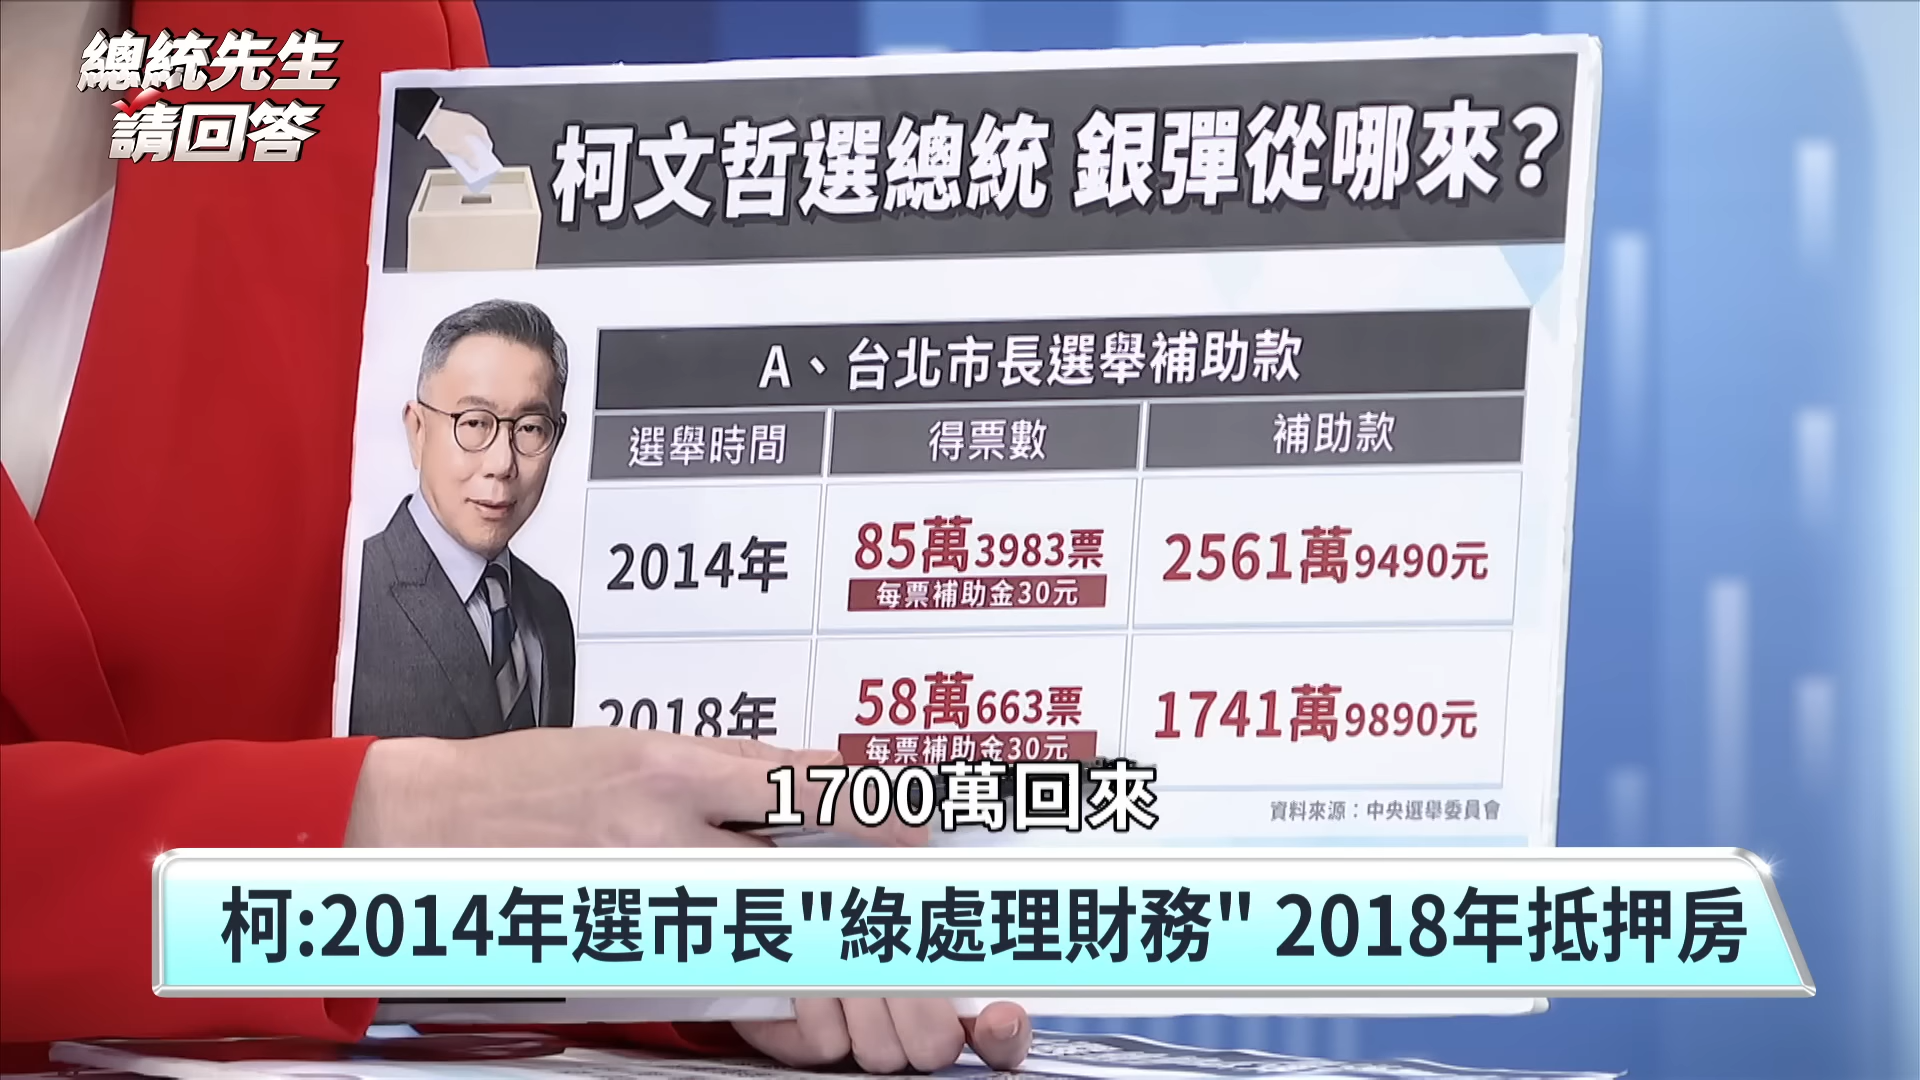 總統先生
請回答
柯文哲選總統 銀彈從哪來?
A、台北市長選舉補助款
選舉時間 得票數 補助款
2014年 85萬3983票 2561萬9490元
每票補助金30元
2018年 58萬663票 1741萬9890元
每票補助金30元
資料來源:中央選舉委員會
1700萬回來
柯:2014年選市長"綠處理財務" 2018年抵押房